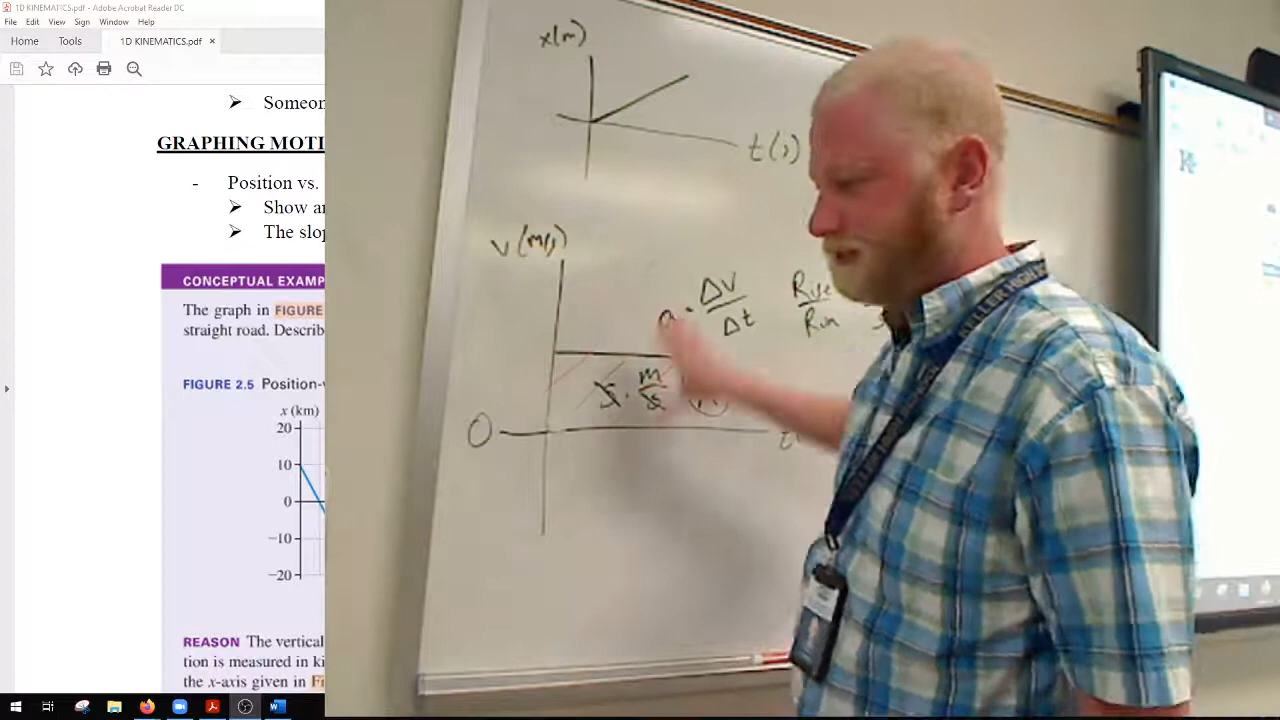 1D KINEMATICS.pdf - Adobe Acrobat Reader DC
File Edit View Sign Window Help
Home Tools 1D KINEMATICS.pdf ×
Someon
GRAPHING MOTI
- Position vs.
Show an
The slop
CONCEPTUAL EXAMP
The graph in FIGURE
straight road. Describ
FIGURE 2.5 Position-v
x (km)
20
10
0
−10
−20
REASON The vertical
tion is measured in ki
the x-axis given in Fi
x(m)
t(s)
v(m/s)
ΔV
Δt
Rise
Run
s · m/s
0
KELLER HIGH